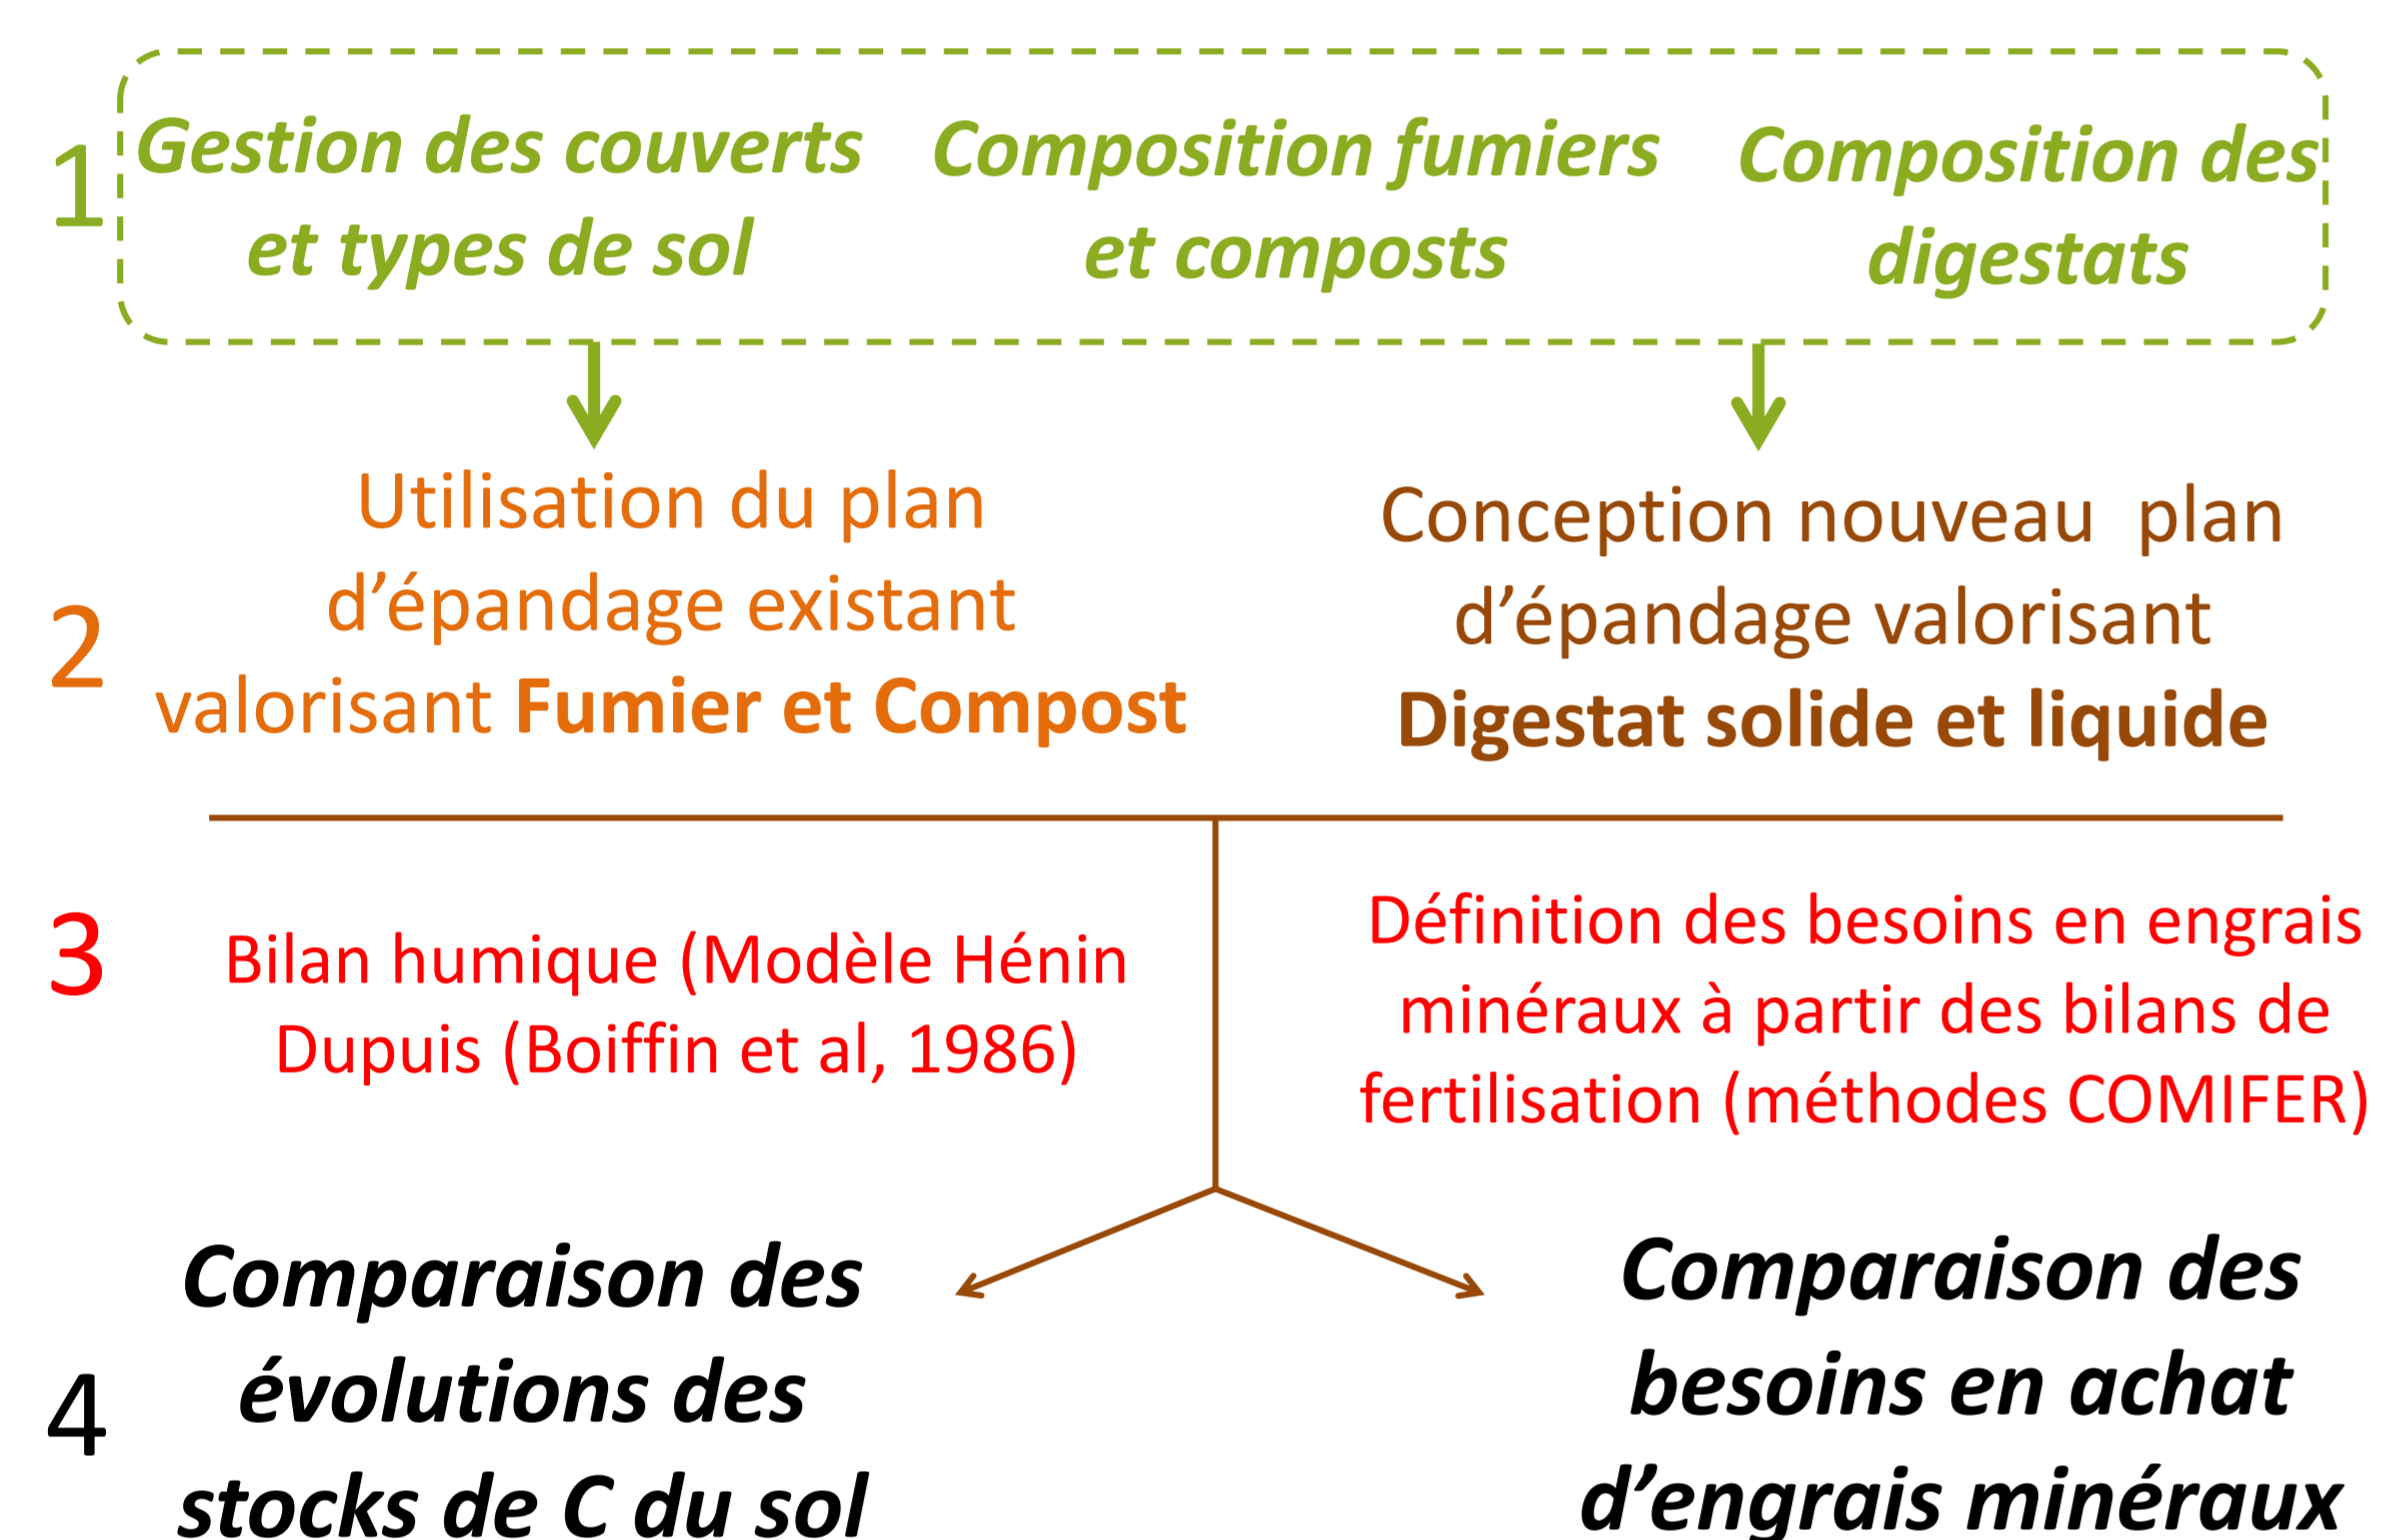 1
Gestion des couverts
et types de sol
Composition fumiers
et composts
Composition des
digestats
2
Utilisation du plan
d’épandage existant
valorisant Fumier et Compost
Conception nouveau plan
d’épandage valorisant
Digestat solide et liquide
3
Bilan humique (Modèle Hénin
Dupuis (Boiffin et al, 1986)
Définition des besoins en engrais
minéraux à partir des bilans de
fertilisation (méthodes COMIFER)
4
Comparaison des
évolutions des
stocks de C du sol
Comparaison des
besoins en achat
d’engrais minéraux